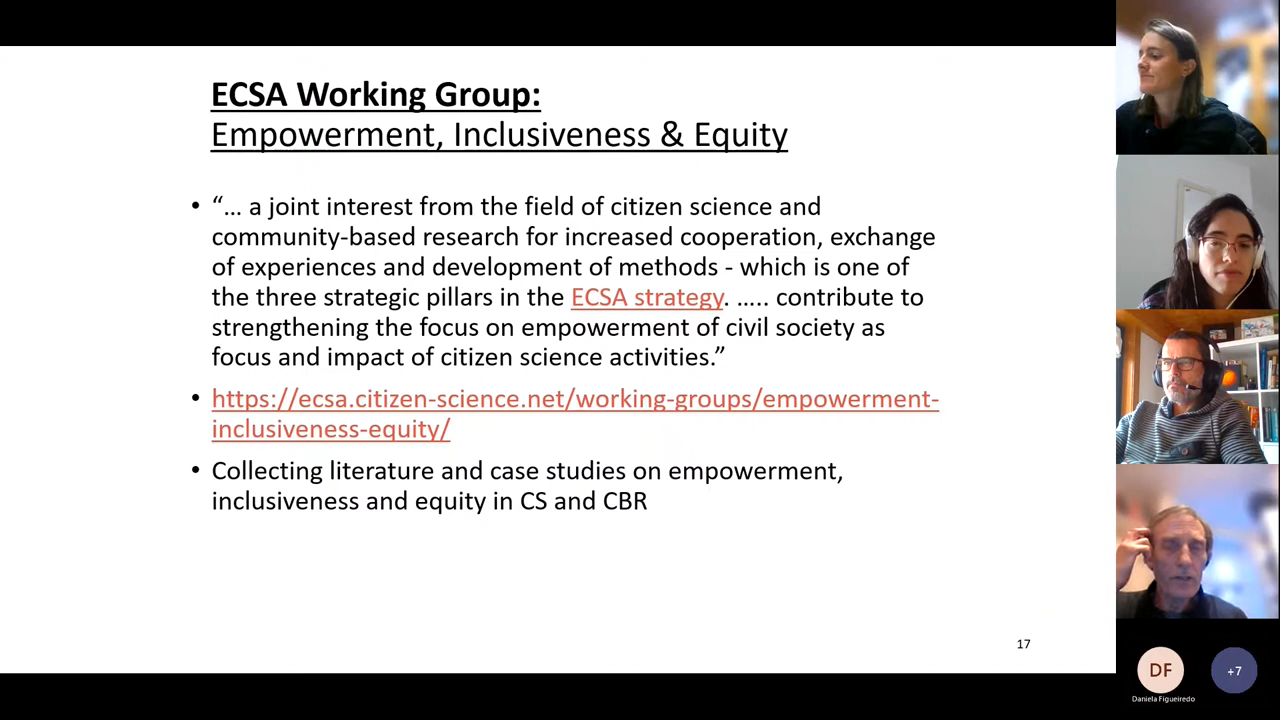 ECSA Working Group:
Empowerment, Inclusiveness & Equity
• “... a joint interest from the field of citizen science and
community-based research for increased cooperation, exchange
of experiences and development of methods - which is one of
the three strategic pillars in the ECSA strategy. ..... contribute to
strengthening the focus on empowerment of civil society as
focus and impact of citizen science activities.”
• https://ecsa.citizen-science.net/working-groups/empowerment-
inclusiveness-equity/
• Collecting literature and case studies on empowerment,
inclusiveness and equity in CS and CBR
17
DF
+7
Daniela Figueiredo